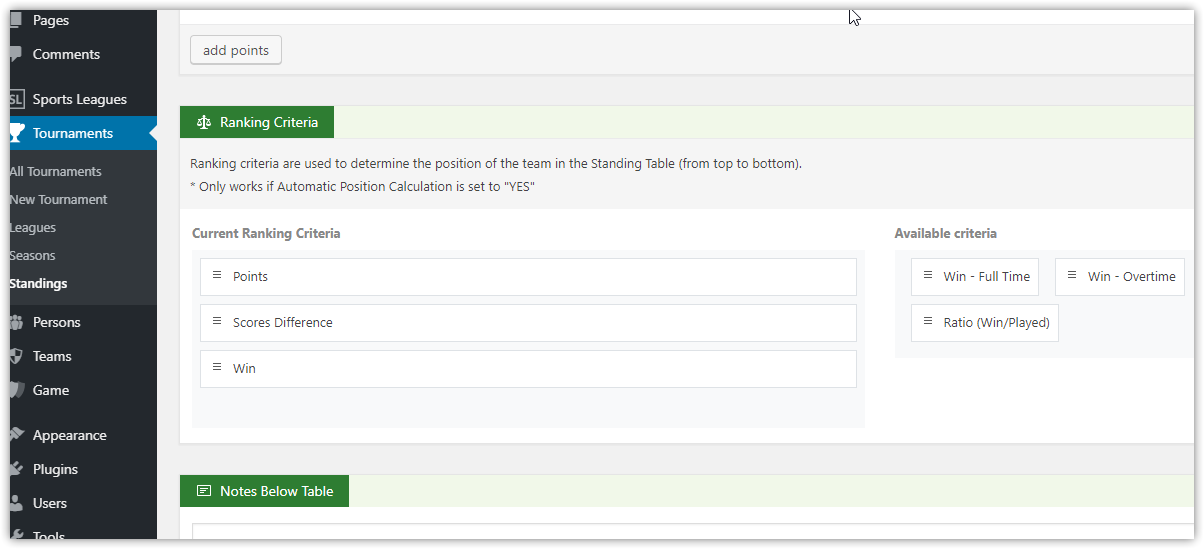 Pages
Comments
SL Sports Leagues
Tournaments
All Tournaments
New Tournament
Leagues
Seasons
Standings
Persons
Teams
Game
Appearance
Plugins
Users
Tools
add points
Ranking Criteria
Ranking criteria are used to determine the position of the team in the Standing Table (from top to bottom).
* Only works if Automatic Position Calculation is set to "YES"
Current Ranking Criteria
Points
Scores Difference
Win
Available criteria
Win - Full Time
Win - Overtime
Ratio (Win/Played)
Notes Below Table